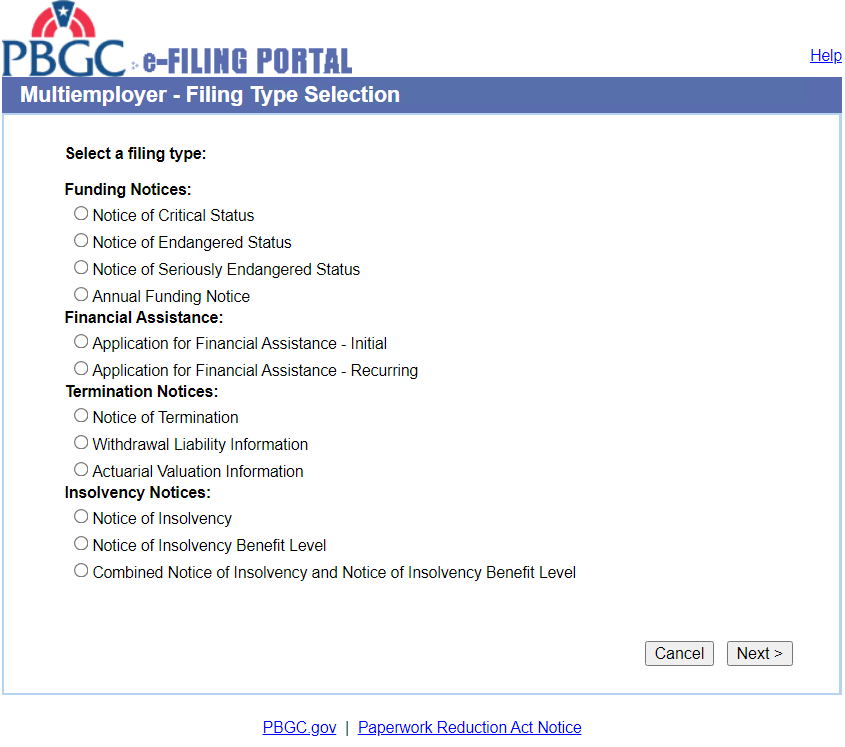 PBGC e-FILING PORTAL
Help
Multiemployer - Filing Type Selection
Select a filing type:
Funding Notices:
Notice of Critical Status
Notice of Endangered Status
Notice of Seriously Endangered Status
Annual Funding Notice
Financial Assistance:
Application for Financial Assistance - Initial
Application for Financial Assistance - Recurring
Termination Notices:
Notice of Termination
Withdrawal Liability Information
Actuarial Valuation Information
Insolvency Notices:
Notice of Insolvency
Notice of Insolvency Benefit Level
Combined Notice of Insolvency and Notice of Insolvency Benefit Level
Cancel Next >
PBGC.gov | Paperwork Reduction Act Notice